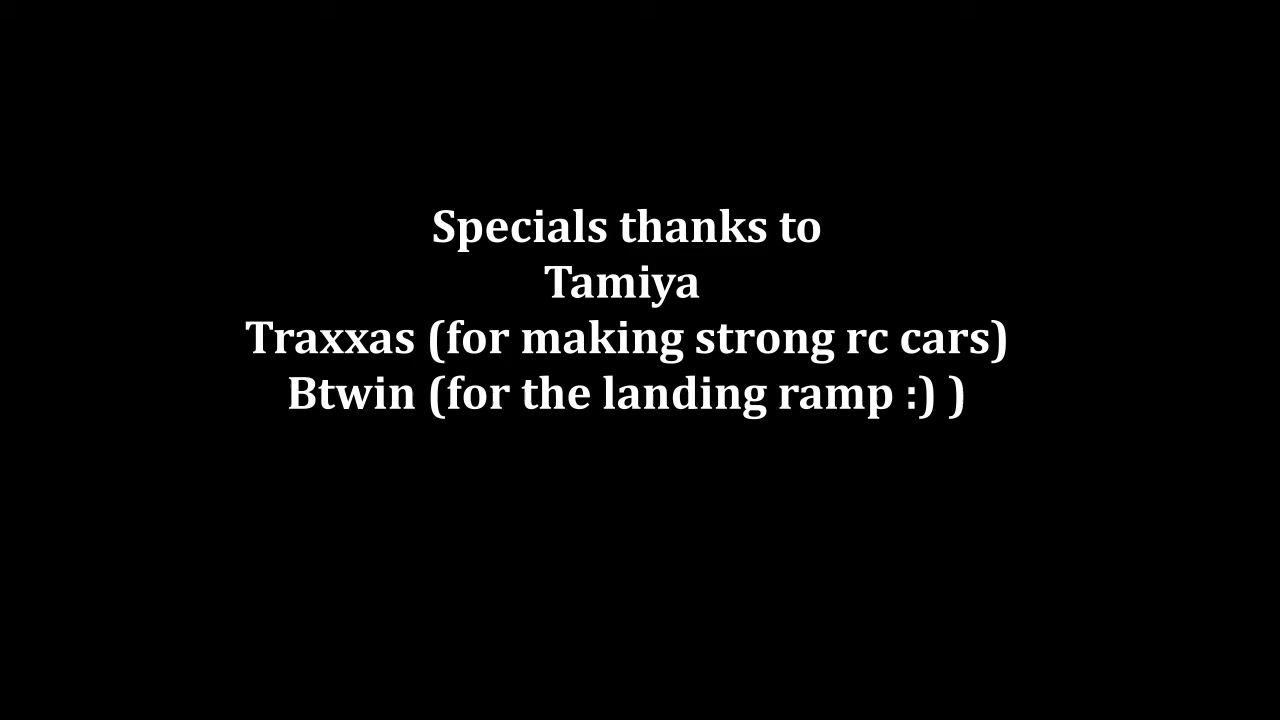 Specials thanks to
Tamiya
Traxxas (for making strong rc cars)
Btwin (for the landing ramp :) )